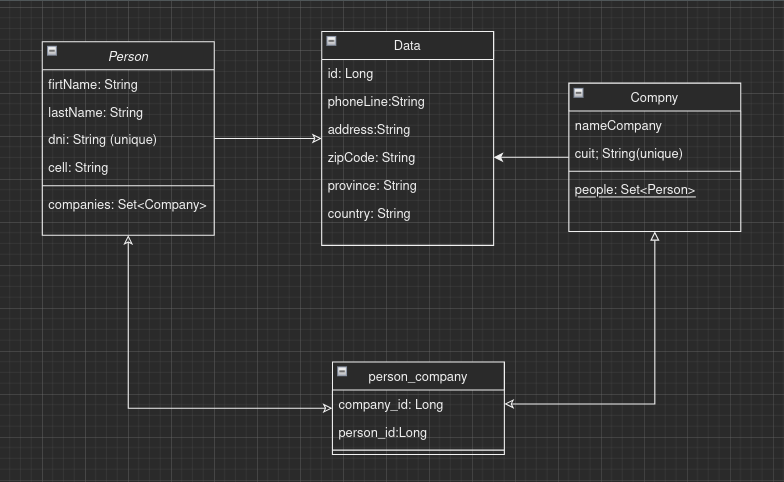 Person
firtName: String
lastName: String
dni: String (unique)
cell: String
companies: Set<Company>
Data
id: Long
phoneLine:String
address:String
zipCode: String
province: String
country: String
Compny
nameCompany
cuit; String(unique)
people: Set<Person>
person_company
company_id: Long
person_id:Long